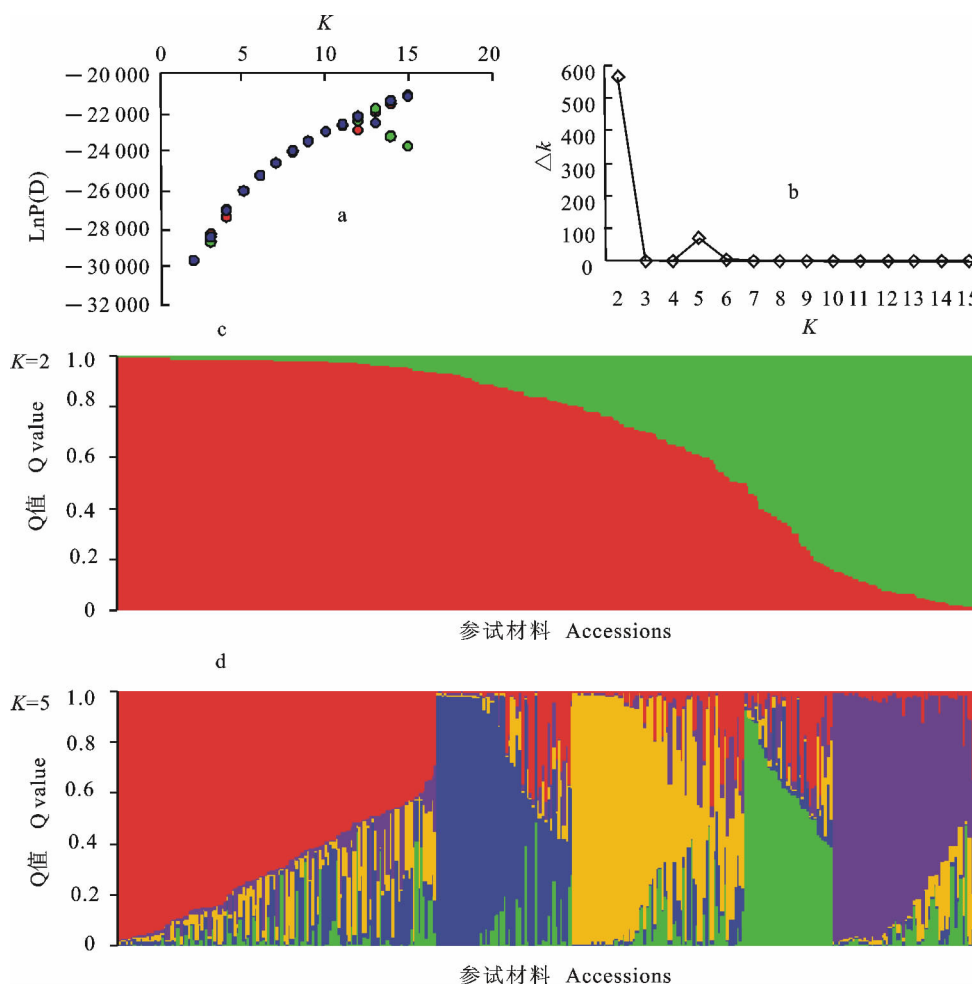 K
0 5 10 15 20
−20 000
−22 000
−24 000
−26 000
−28 000
−30 000
−32 000
LnP(D)
a
600
500
400
300
200
100
0
△k
b
2 3 4 5 6 7 8 9 10 11 12 13 14 15
K
c
K=2
1.0
0.8
0.6
0.4
0.2
0
Q值 Q value
参试材料 Accessions
d
K=5
1.0
0.8
0.6
0.4
0.2
0
Q值 Q value
参试材料 Accessions